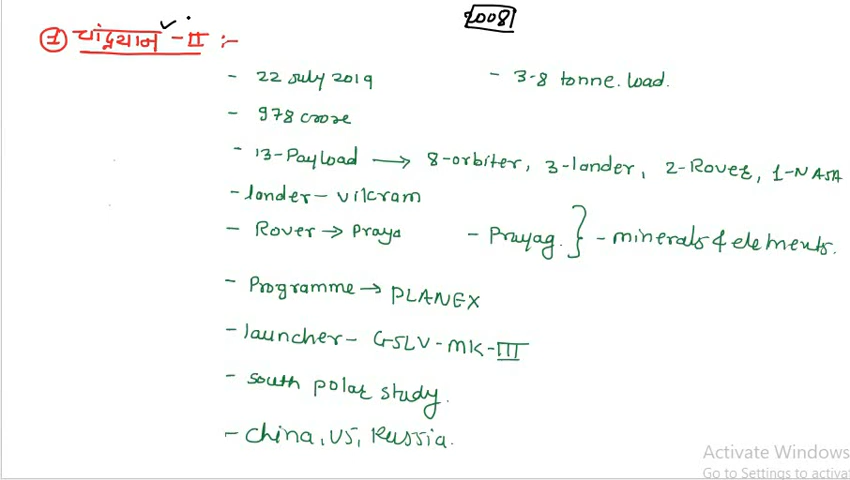 2008
① चांद्रयान - II :-
- 22 July 2019 - 3.8 tonne. load.
- 978 crore
- 13-Payload → 8-orbiter, 3-lander, 2-Rover, 1-NASA
- lander - vikram
- Rover → Praya - Prayag. } - minerals & elements.
- Programme → PLANEX
- launcher - GSLV-MK-III
- south polar study.
- China, US, Russia.
Activate Windows
Go to Settings to activa